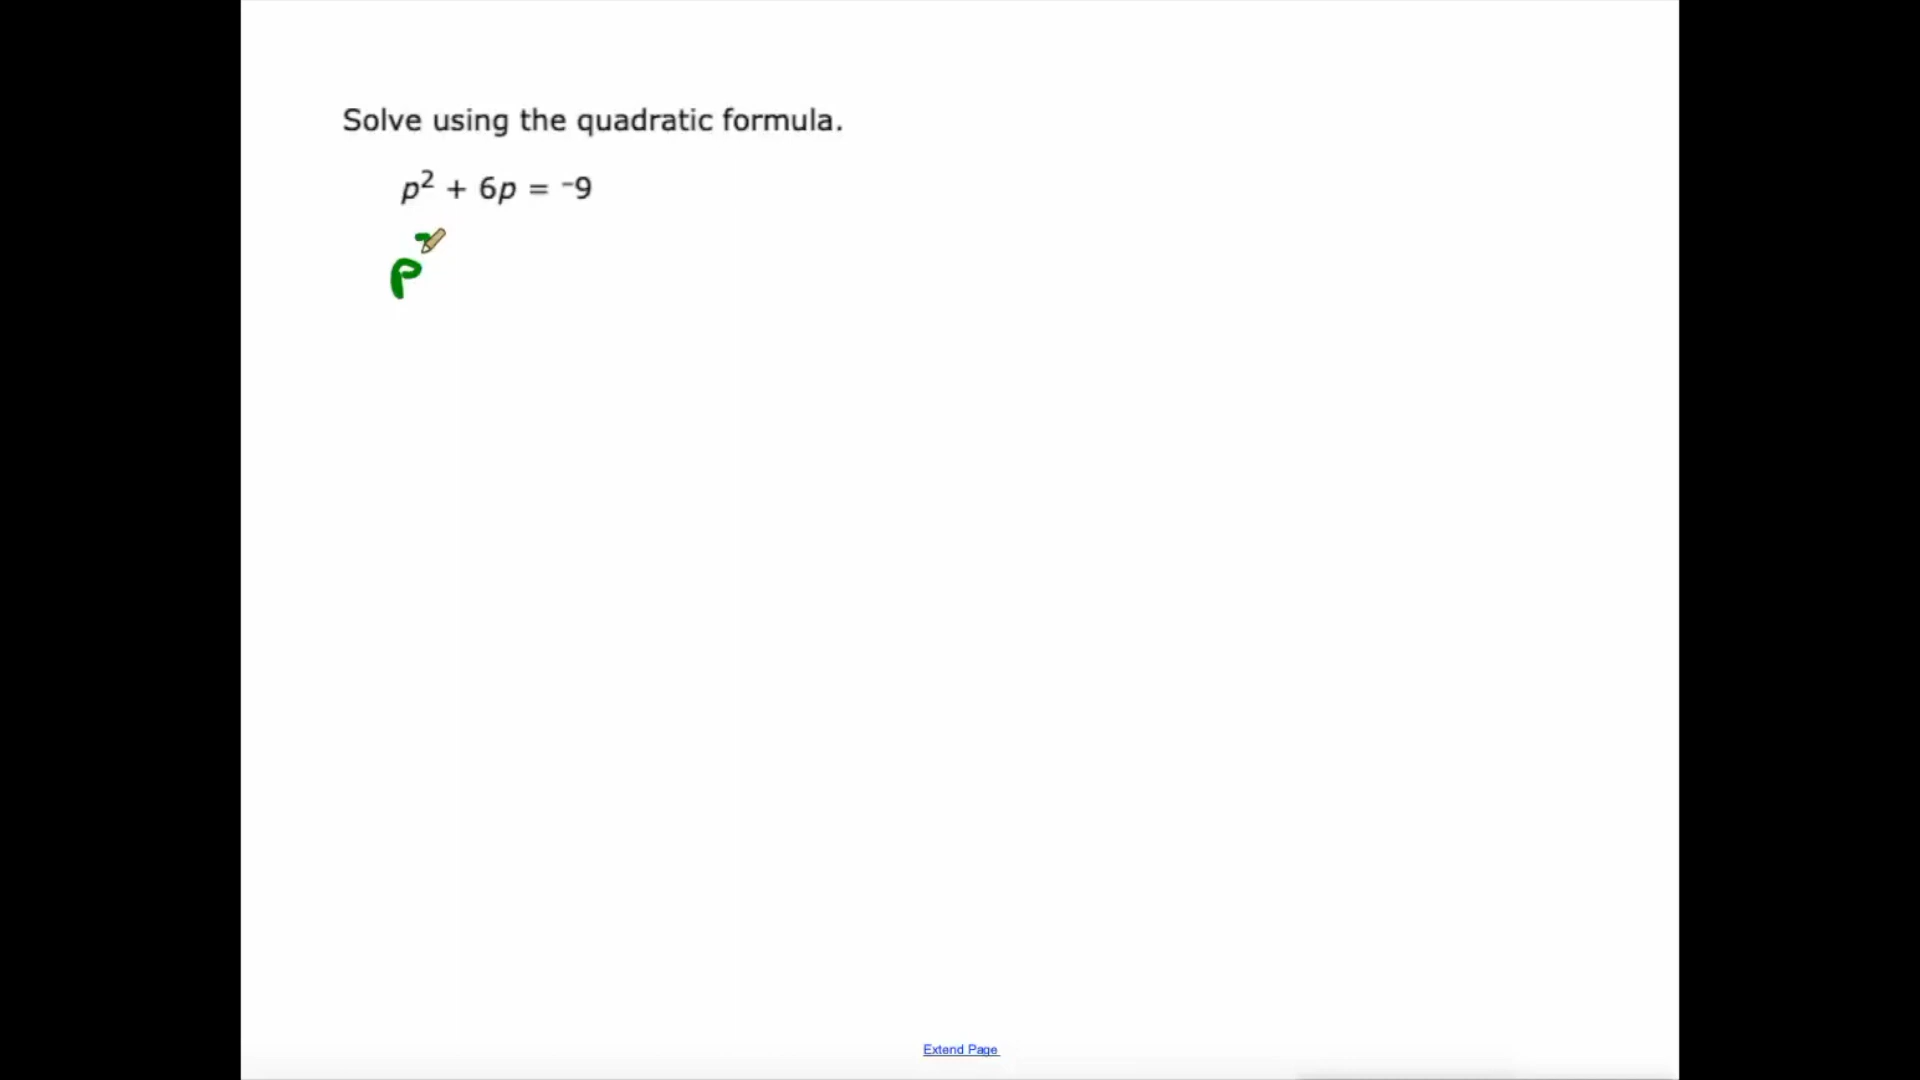 Solve using the quadratic formula.
p² + 6p = ⁻9
p
Extend Page